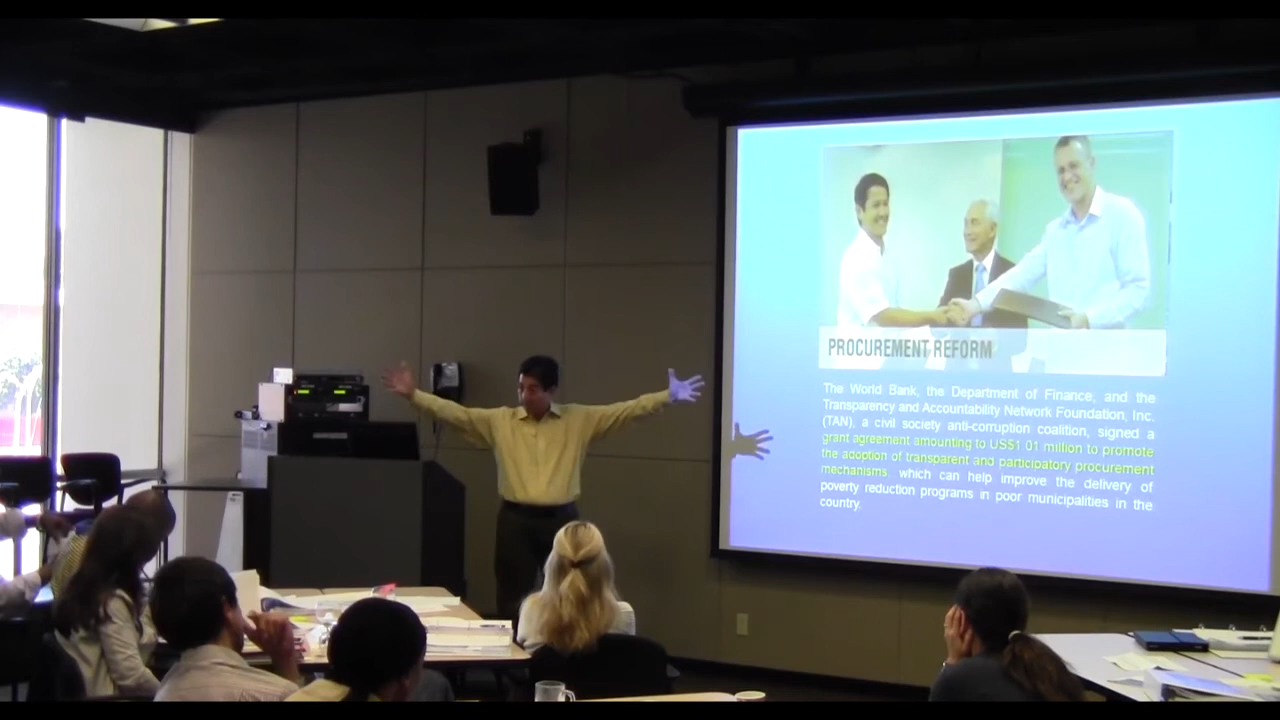 PROCUREMENT REFORM
The World Bank, the Department of Finance, and the
Transparency and Accountability Network Foundation, Inc.
(TAN), a civil society anti-corruption coalition, signed a
grant agreement amounting to US$1.01 million to promote
the adoption of transparent and participatory procurement
mechanisms, which can help improve the delivery of
poverty reduction programs in poor municipalities in the
country.